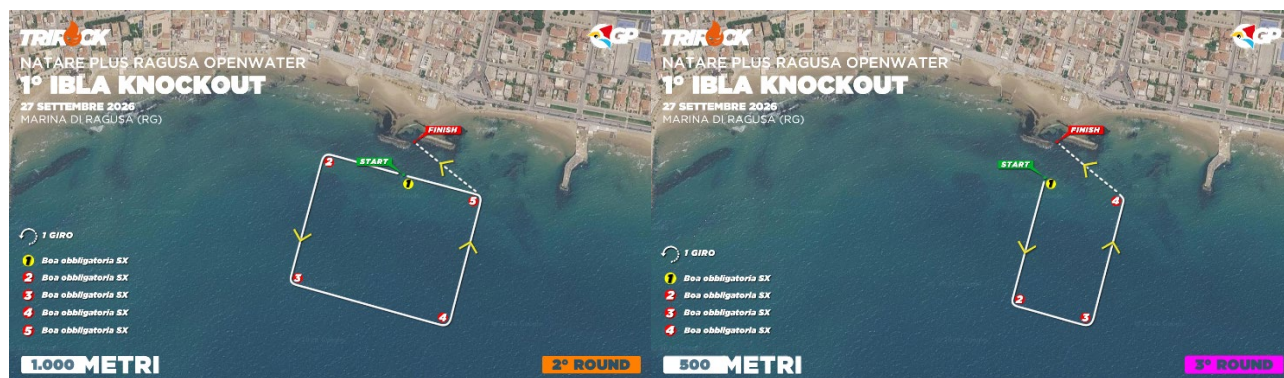 TRIROCK
GP
NATARE PLUS RAGUSA OPENWATER
1° IBLA KNOCKOUT
27 SETTEMBRE 2026
MARINA DI RAGUSA (RG)
FINISH
START
2
1
5
3
4
1 GIRO
1 Boa obbligatoria SX
2 Boa obbligatoria SX
3 Boa obbligatoria SX
4 Boa obbligatoria SX
5 Boa obbligatoria SX
1.000 METRI
2° ROUND
TRIROCK
GP
NATARE PLUS RAGUSA OPENWATER
1° IBLA KNOCKOUT
27 SETTEMBRE 2026
MARINA DI RAGUSA (RG)
FINISH
START
1
4
2
3
1 GIRO
1 Boa obbligatoria SX
2 Boa obbligatoria SX
3 Boa obbligatoria SX
4 Boa obbligatoria SX
500 METRI
3° ROUND